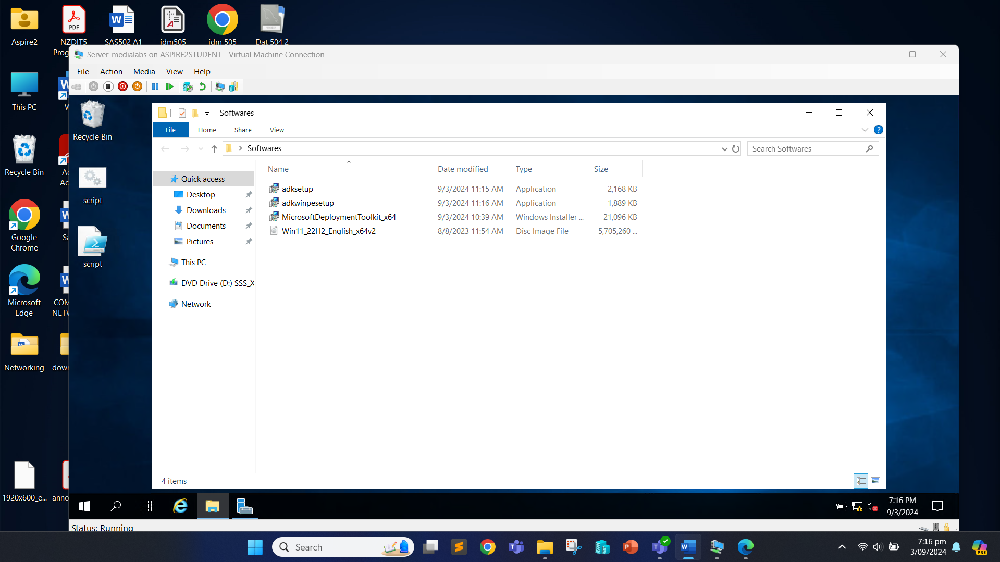 Aspire2
NZDIT5
Prog
SAS502 A1
idm505
idm 505
Dat 504 2
Server-medialabs on ASPIRE2STUDENT - Virtual Machine Connection
File Action Media View Help
This PC
Recycle Bin
Google
Chrome
Microsoft
Edge
COM
NETW
Networking
down
1920x600_e...
anno
Recycle Bin
script
script
Softwares
File Home Share View
Softwares
Search Softwares
Name Date modified Type Size
Quick access
Desktop
Downloads
Documents
Pictures
This PC
DVD Drive (D:) SSS_X
Network
adksetup 9/3/2024 11:15 AM Application 2,168 KB
adkwinpesetup 9/3/2024 11:16 AM Application 1,889 KB
MicrosoftDeploymentToolkit_x64 9/3/2024 10:39 AM Windows Installer ... 21,096 KB
Win11_22H2_English_x64v2 8/8/2023 11:54 AM Disc Image File 5,705,260 ...
4 items
7:16 PM
9/3/2024
Status: Running
Search
7:16 pm
3/09/2024
PRE